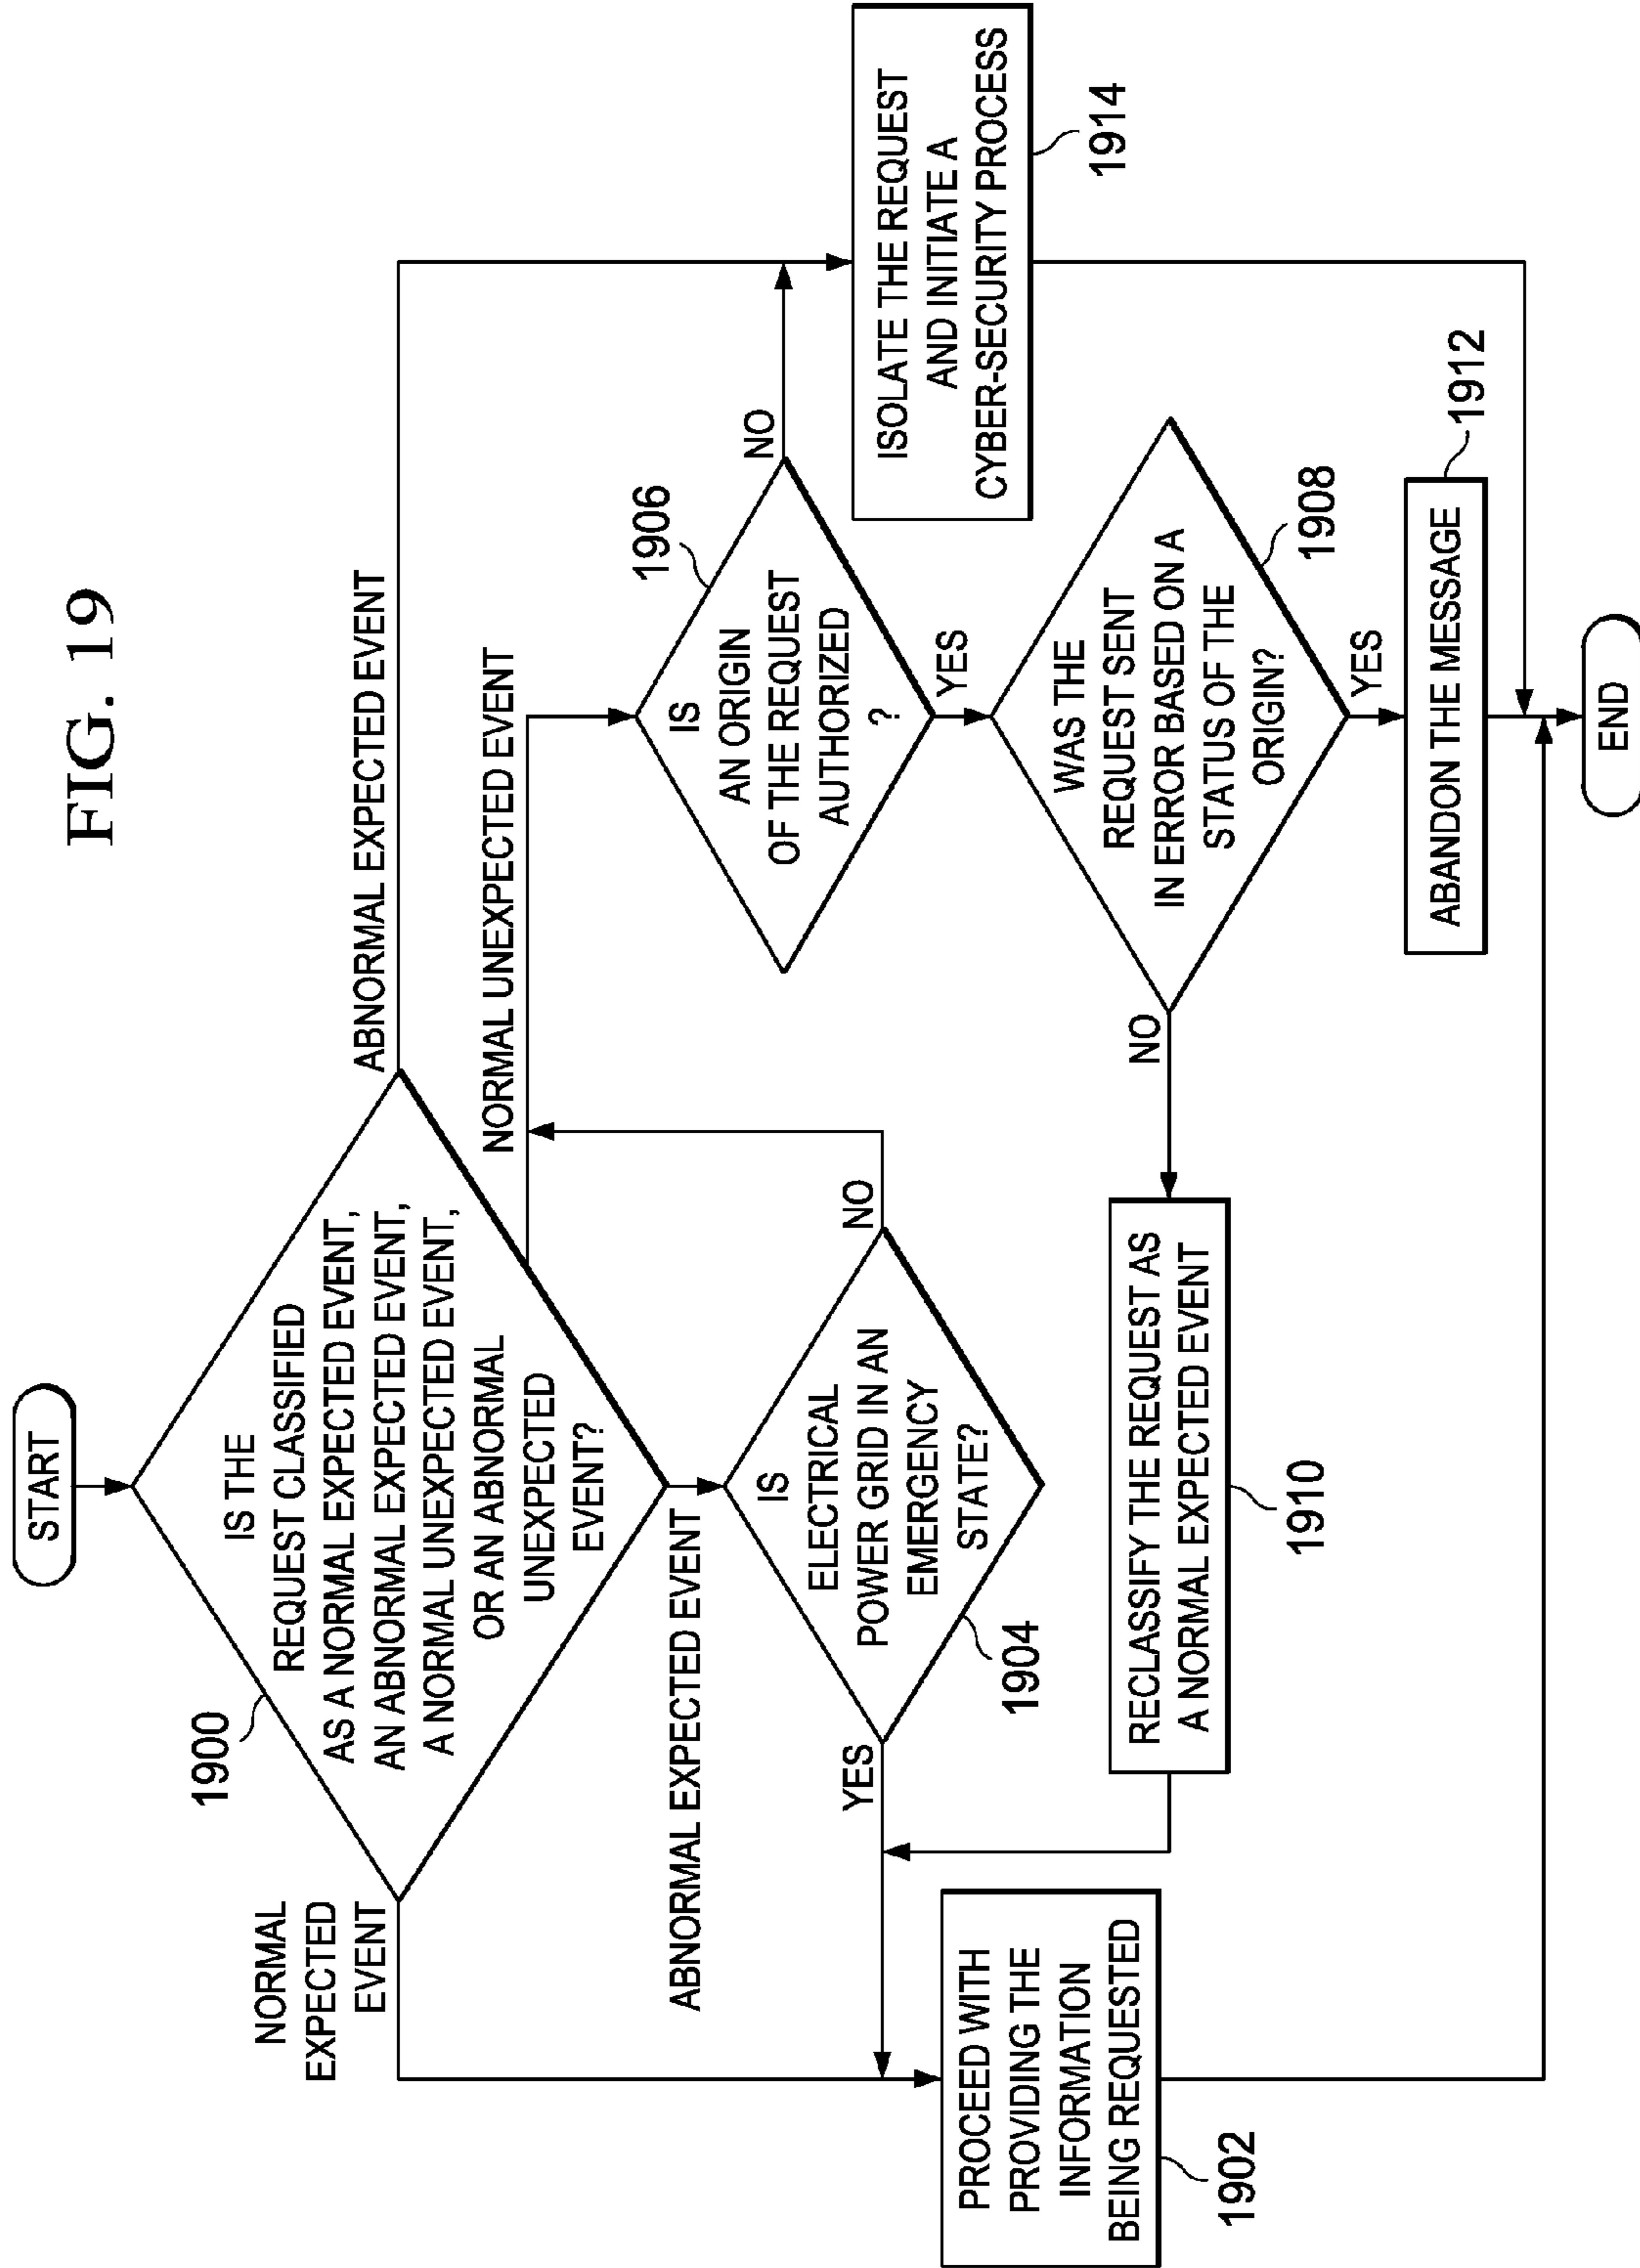 FIG. 19
START
1900
IS THE
REQUEST CLASSIFIED
AS A NORMAL EXPECTED EVENT,
AN ABNORMAL EXPECTED EVENT,
A NORMAL UNEXPECTED EVENT,
OR AN ABNORMAL
UNEXPECTED
EVENT?
NORMAL
EXPECTED
EVENT
ABNORMAL EXPECTED EVENT
NORMAL UNEXPECTED EVENT
ABNORMAL EXPECTED EVENT
IS
ELECTRICAL
POWER GRID IN AN
EMERGENCY
STATE?
1904
YES
NO
1906
IS
AN ORIGIN
OF THE REQUEST
AUTHORIZED
?
NO
YES
ISOLATE THE REQUEST
AND INITIATE A
CYBER-SECURITY PROCESS
1914
PROCEED WITH
PROVIDING THE
INFORMATION
BEING REQUESTED
1902
RECLASSIFY THE REQUEST AS
A NORMAL EXPECTED EVENT
1910
NO
WAS THE
REQUEST SENT
IN ERROR BASED ON A
STATUS OF THE
ORIGIN?
1908
YES
ABANDON THE MESSAGE
1912
END